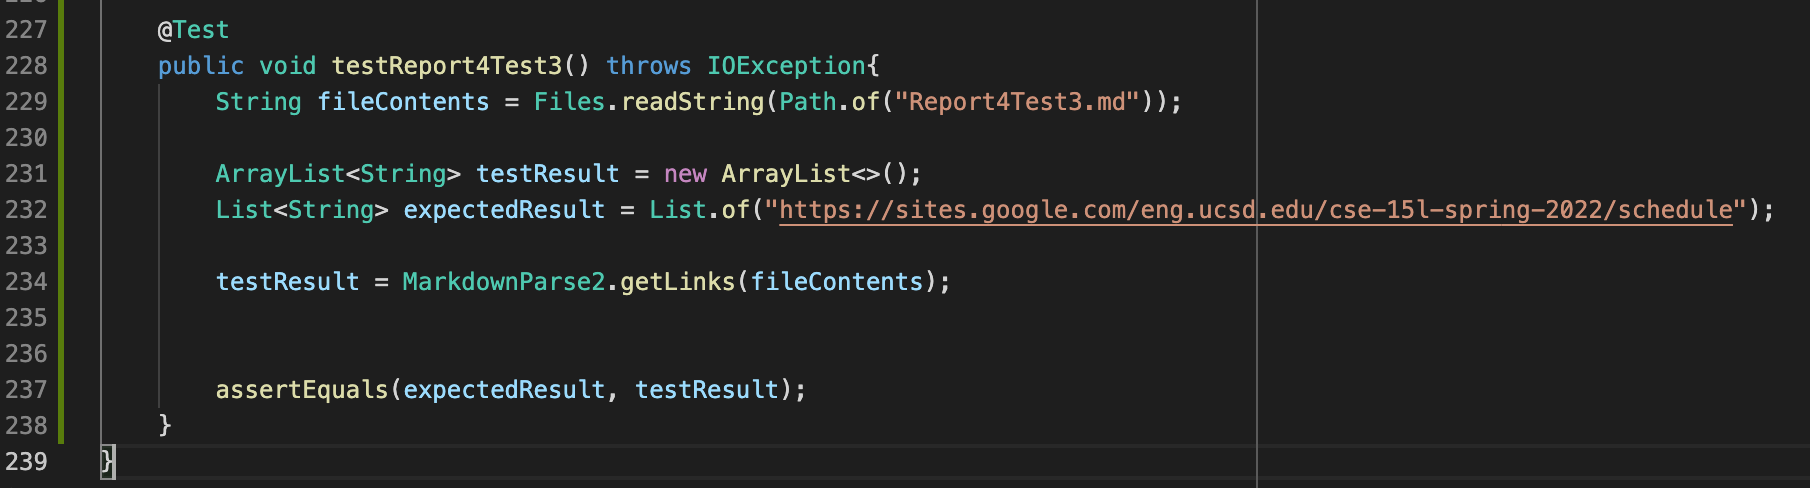 227 @Test
228 public void testReport4Test3() throws IOException{
229 String fileContents = Files.readString(Path.of("Report4Test3.md"));
230
231 ArrayList<String> testResult = new ArrayList<>();
232 List<String> expectedResult = List.of("https://sites.google.com/eng.ucsd.edu/cse-15l-spring-2022/schedule");
233
234 testResult = MarkdownParse2.getLinks(fileContents);
235
236
237 assertEquals(expectedResult, testResult);
238 }
239 }